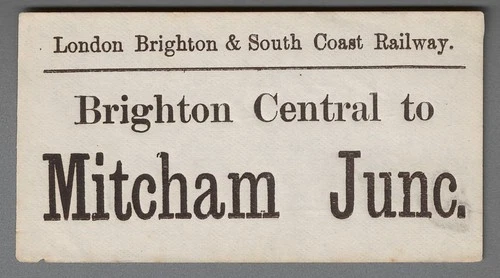 London Brighton & South Coast Railway.
Brighton Central to
Mitcham Junc.